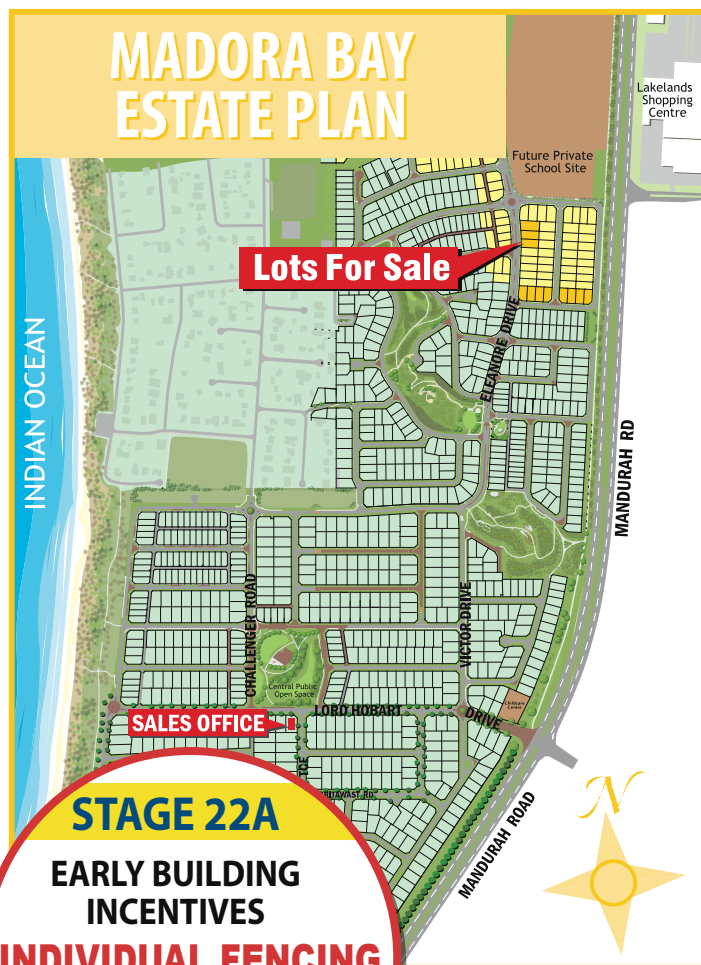 MADORA BAY
ESTATE PLAN
Lakelands
Shopping
Centre
Future Private
School Site
Lots For Sale
INDIAN OCEAN
ELEANORE DRIVE
MANDURAH RD
CHALLENGER ROAD
VICTOR DRIVE
Central Public
Open Space
Childcare
Centre
LORD HOBART
DRIVE
SALES OFFICE
MANDURAH ROAD
N
STAGE 22A
EARLY BUILDING
INCENTIVES
INDIVIDUAL FENCING